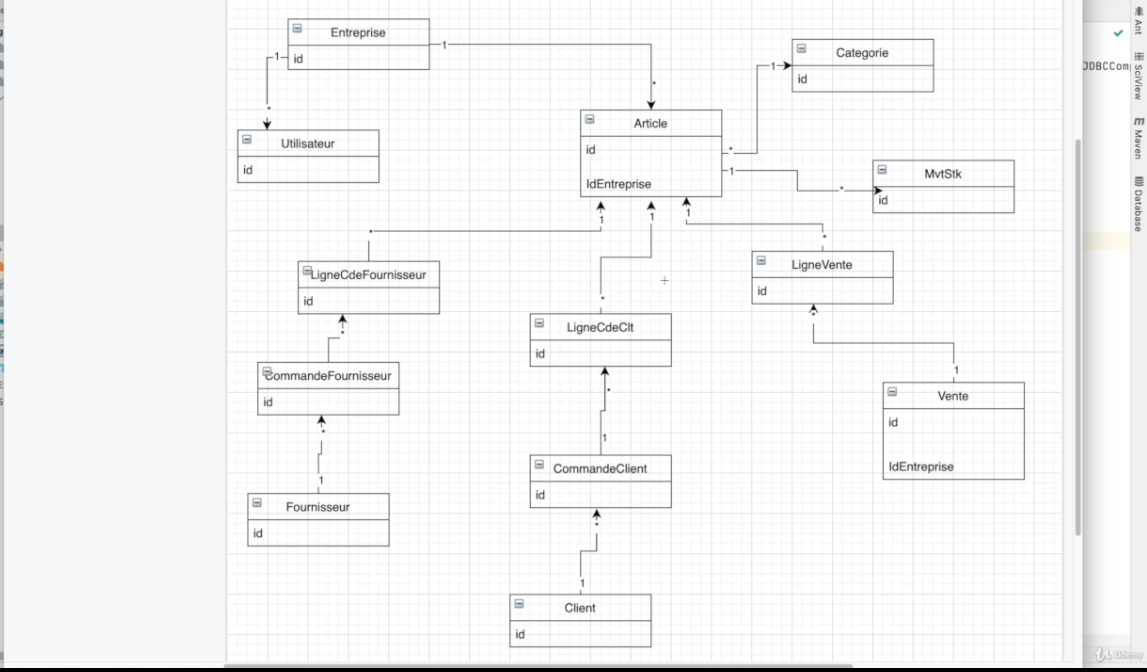 Entreprise
id
1
1
*
*
Categorie
id
1
Article
id
IdEntreprise
*
1
*
MvtStk
id
Utilisateur
id
1
1
1
*
*
*
LigneCdeFournisseur
id
LigneVente
id
*
LigneCdeClt
id
*
CommandeFournisseur
id
*
1
Vente
id
IdEntreprise
*
1
CommandeClient
id
*
1
Fournisseur
id
*
1
Client
id
JDBCCom
Ant
SciView
m
Maven
Database
Udemy